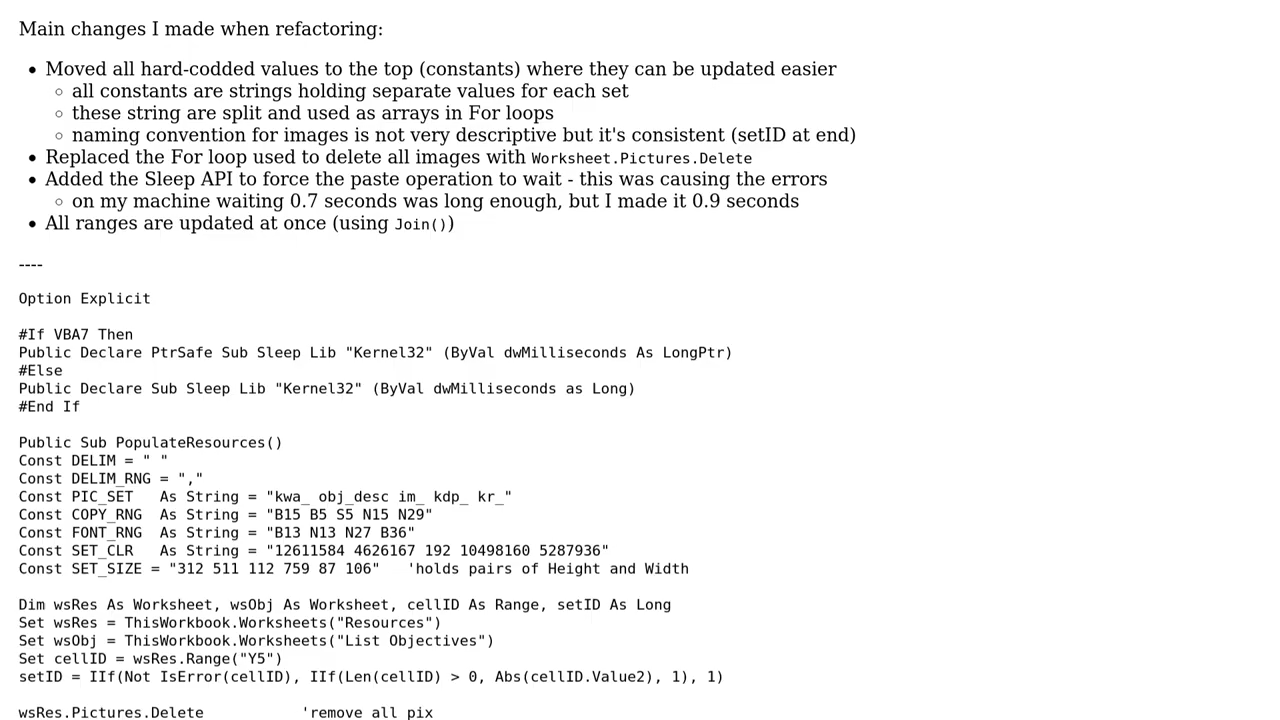 Main changes I made when refactoring:
• Moved all hard-codded values to the top (constants) where they can be updated easier
◦ all constants are strings holding separate values for each set
◦ these string are split and used as arrays in For loops
◦ naming convention for images is not very descriptive but it's consistent (setID at end)
• Replaced the For loop used to delete all images with Worksheet.Pictures.Delete
• Added the Sleep API to force the paste operation to wait - this was causing the errors
◦ on my machine waiting 0.7 seconds was long enough, but I made it 0.9 seconds
• All ranges are updated at once (using Join())
----
Option Explicit
#If VBA7 Then
Public Declare PtrSafe Sub Sleep Lib "Kernel32" (ByVal dwMilliseconds As LongPtr)
#Else
Public Declare Sub Sleep Lib "Kernel32" (ByVal dwMilliseconds as Long)
#End If
Public Sub PopulateResources()
Const DELIM = " "
Const DELIM_RNG = ","
Const PIC_SET   As String = "kwa_ obj_desc im_ kdp_ kr_"
Const COPY_RNG  As String = "B15 B5 S5 N15 N29"
Const FONT_RNG  As String = "B13 N13 N27 B36"
Const SET_CLR   As String = "12611584 4626167 192 10498160 5287936"
Const SET_SIZE = "312 511 112 759 87 106"   'holds pairs of Height and Width
Dim wsRes As Worksheet, wsObj As Worksheet, cellID As Range, setID As Long
Set wsRes = ThisWorkbook.Worksheets("Resources")
Set wsObj = ThisWorkbook.Worksheets("List Objectives")
Set cellID = wsRes.Range("Y5")
setID = IIf(Not IsError(cellID), IIf(Len(cellID) > 0, Abs(cellID.Value2), 1), 1)
wsRes.Pictures.Delete           'remove all pix